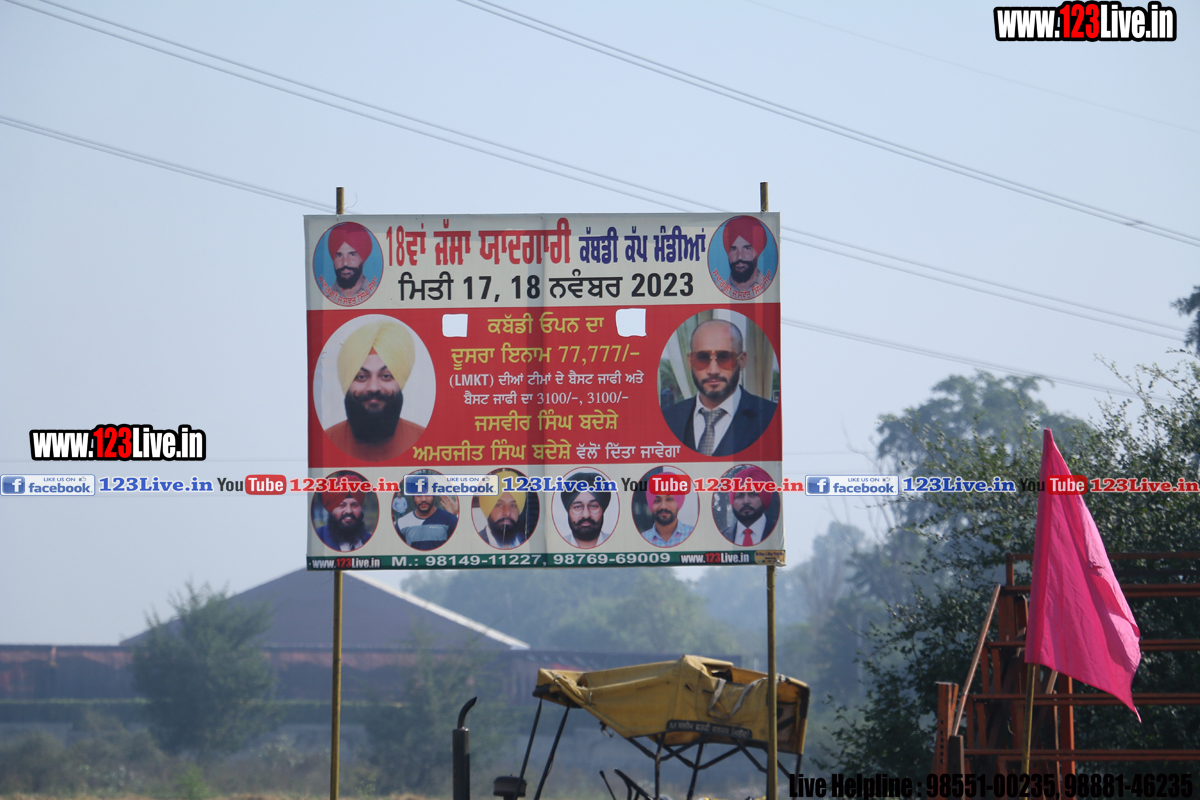 www.123Live.in
18ਵਾਂ ਜੱਸਾ ਯਾਦਗਾਰੀ ਕਬੱਡੀ ਕੱਪ ਮੰਡੀਆਂ
ਮਿਤੀ 17, 18 ਨਵੰਬਰ 2023
ਕਬੱਡੀ ਓਪਨ ਦਾ
ਦੂਸਰਾ ਇਨਾਮ 77,777/-
(LMKT) ਦੀਆਂ ਟੀਮਾਂ ਦੇ ਬੈਸਟ ਜਾਫੀ ਅਤੇ
ਬੈਸਟ ਜਾਫੀ ਦਾ 3100/-, 3100/-
ਜਸਵੀਰ ਸਿੰਘ ਬਦੇਸ਼ੇ
ਅਮਰਜੀਤ ਸਿੰਘ ਬਦੇਸ਼ੇ ਵੱਲੋਂ ਦਿੱਤਾ ਜਾਵੇਗਾ
www.123Live.in
LIKE US ON facebook 123Live.in YouTube 123Live.in LIKE US ON facebook 123Live.in YouTube 123Live.in LIKE US ON facebook 123Live.in YouTube 123Live.in
www.123Live.in M.: 98149-11227, 98769-69009 www.123Live.in
Live Helpline : 98551-00235, 98881-46235